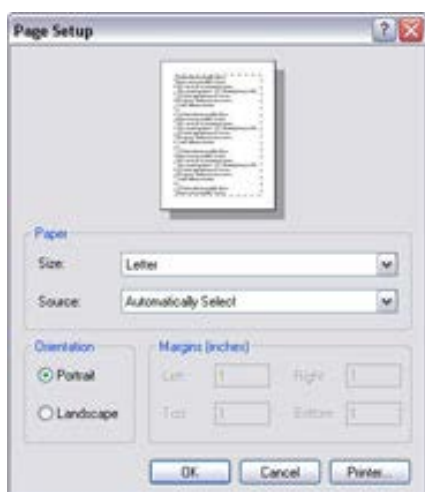 Page Setup
Paper
Size: Letter
Source: Automatically Select
Orientation
Portrait
Landscape
Margins (inches)
Left: 1 Right: 1
Top: 1 Bottom: 1
OK Cancel Printer...